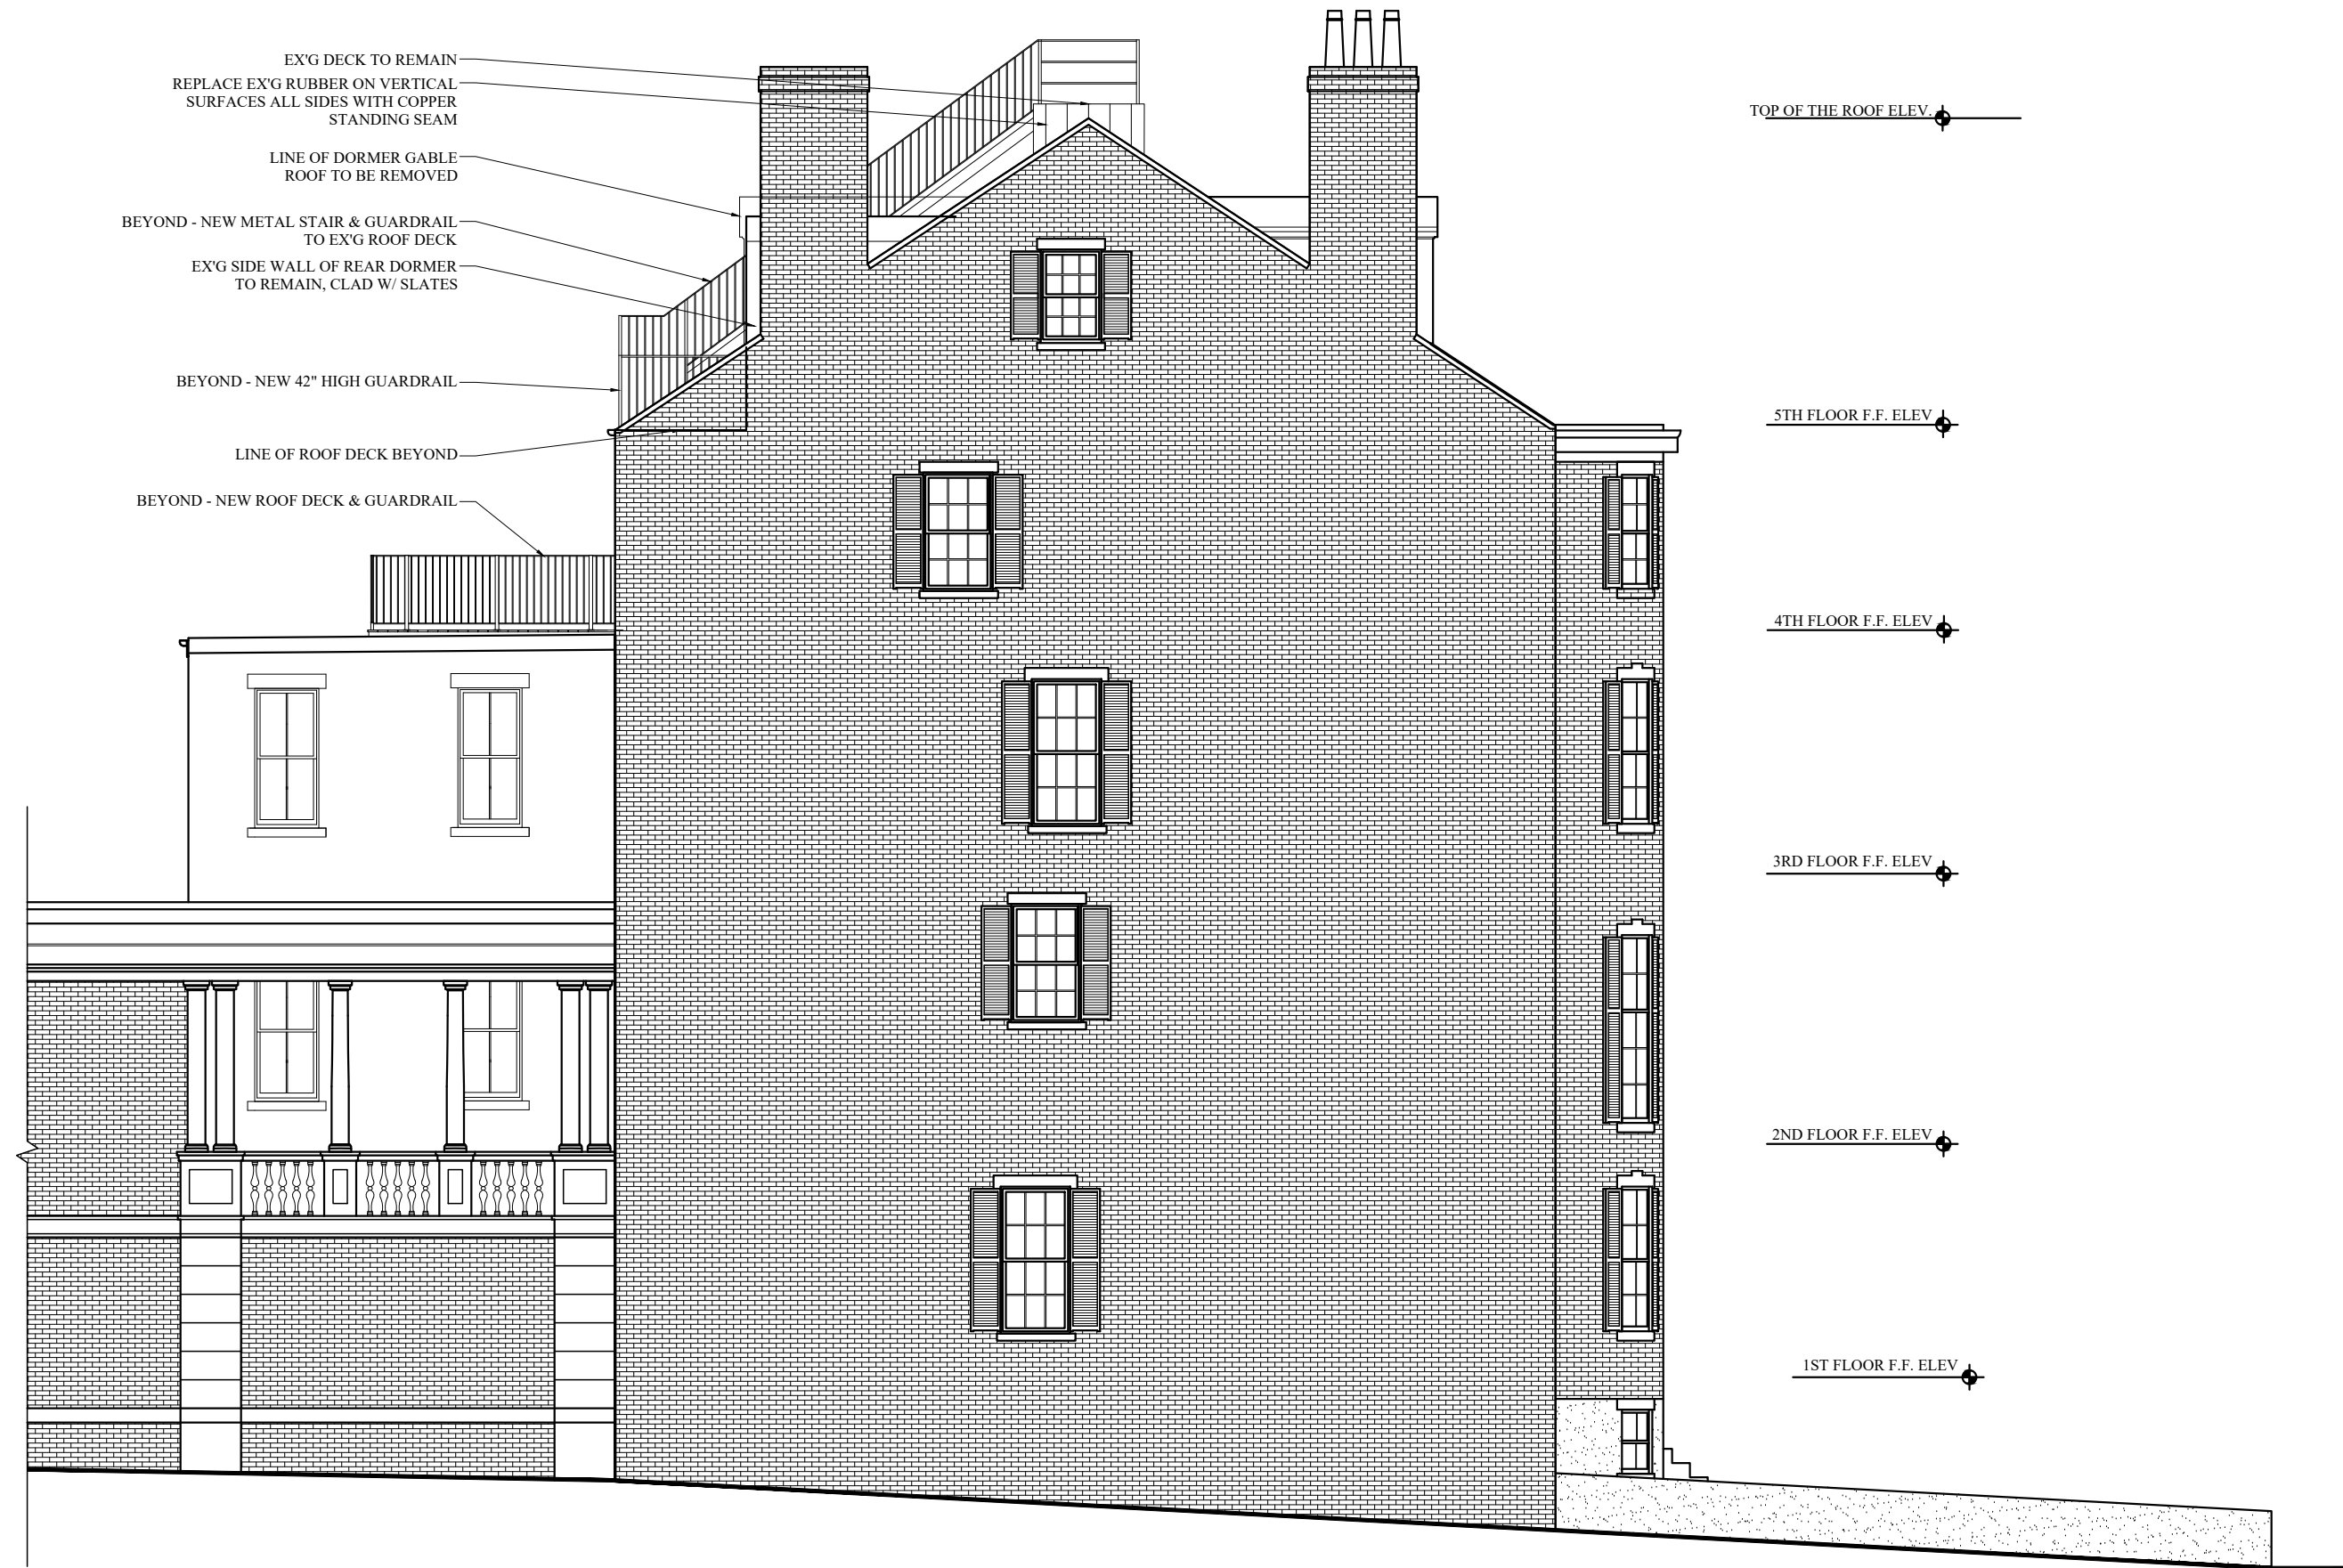 EX'G DECK TO REMAIN
REPLACE EX'G RUBBER ON VERTICAL
SURFACES ALL SIDES WITH COPPER
STANDING SEAM
LINE OF DORMER GABLE
ROOF TO BE REMOVED
BEYOND - NEW METAL STAIR & GUARDRAIL
TO EX'G ROOF DECK
EX'G SIDE WALL OF REAR DORMER
TO REMAIN, CLAD W/ SLATES
BEYOND - NEW 42" HIGH GUARDRAIL
LINE OF ROOF DECK BEYOND
BEYOND - NEW ROOF DECK & GUARDRAIL
TOP OF THE ROOF ELEV.
5TH FLOOR F.F. ELEV
4TH FLOOR F.F. ELEV
3RD FLOOR F.F. ELEV
2ND FLOOR F.F. ELEV
1ST FLOOR F.F. ELEV